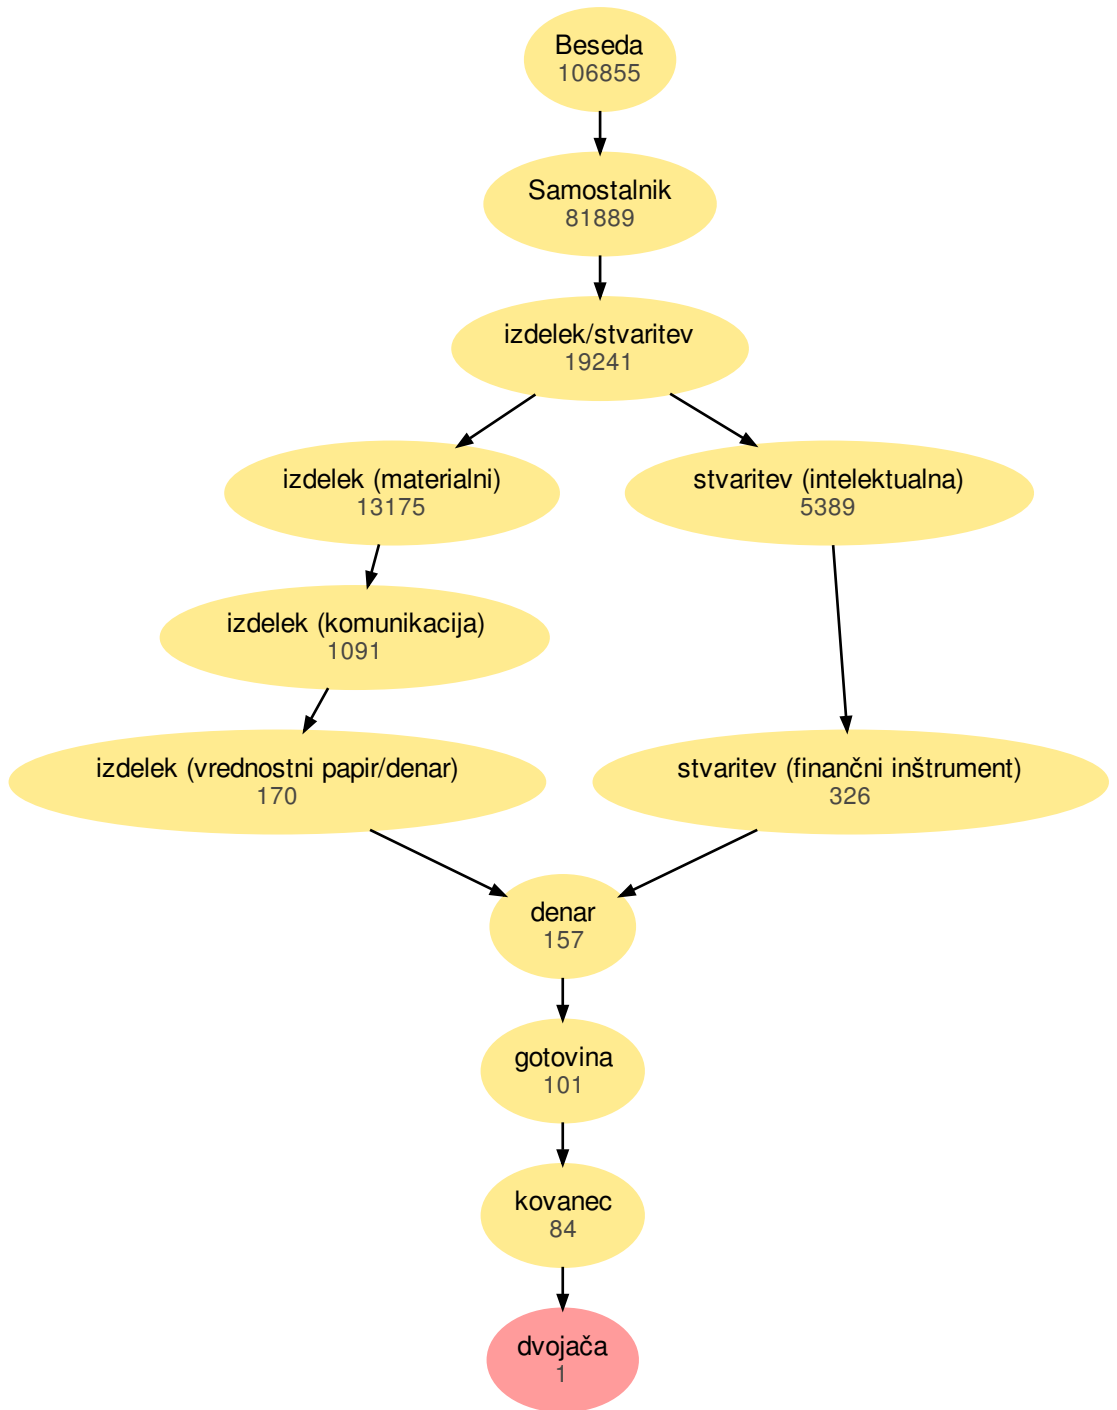 Beseda
106855
Samostalnik
81889
izdelek/stvaritev
19241
izdelek (materialni)
13175
stvaritev (intelektualna)
5389
izdelek (komunikacija)
1091
izdelek (vrednostni papir/denar)
170
stvaritev (finančni inštrument)
326
denar
157
gotovina
101
kovanec
84
dvojača
1